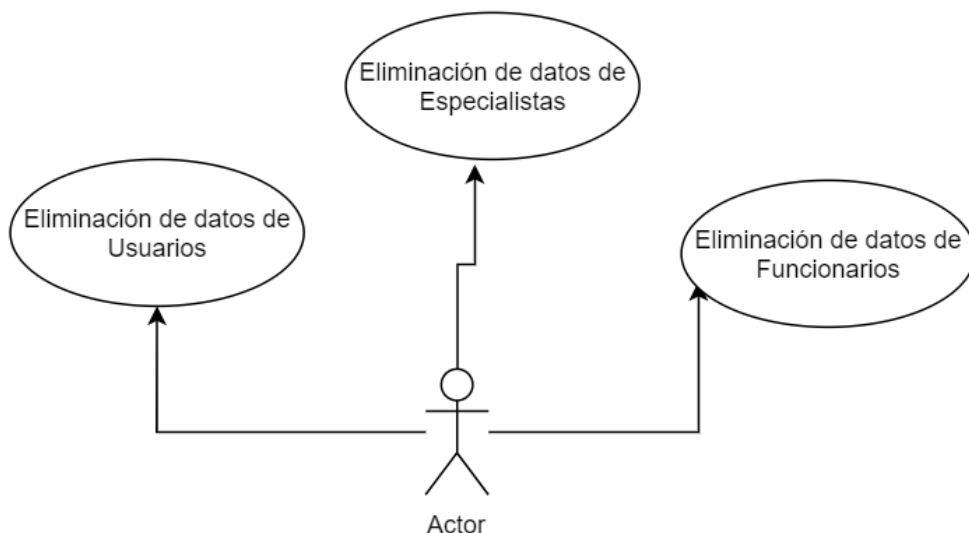 Eliminación de datos de
Especialistas
Eliminación de datos de
Usuarios
Eliminación de datos de
Funcionarios
Actor